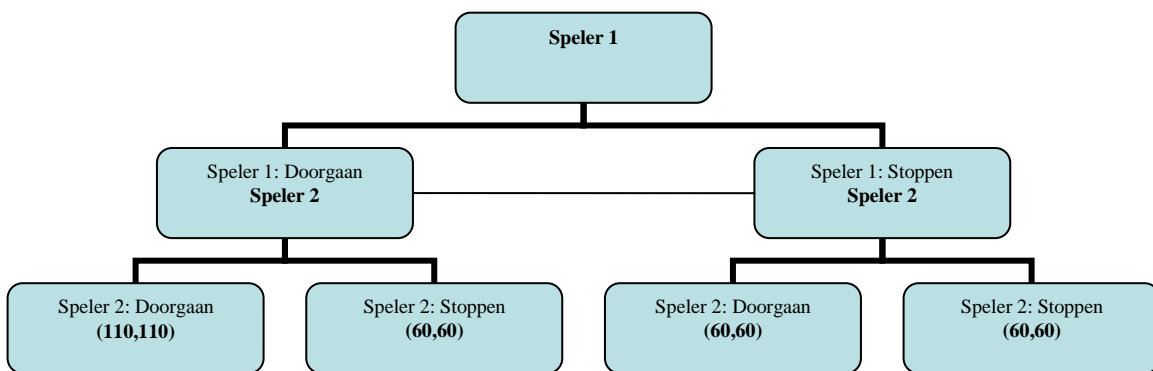 Speler 1
Speler 1: Doorgaan
Speler 2
Speler 1: Stoppen
Speler 2
Speler 2: Doorgaan
(110,110)
Speler 2: Stoppen
(60,60)
Speler 2: Doorgaan
(60,60)
Speler 2: Stoppen
(60,60)